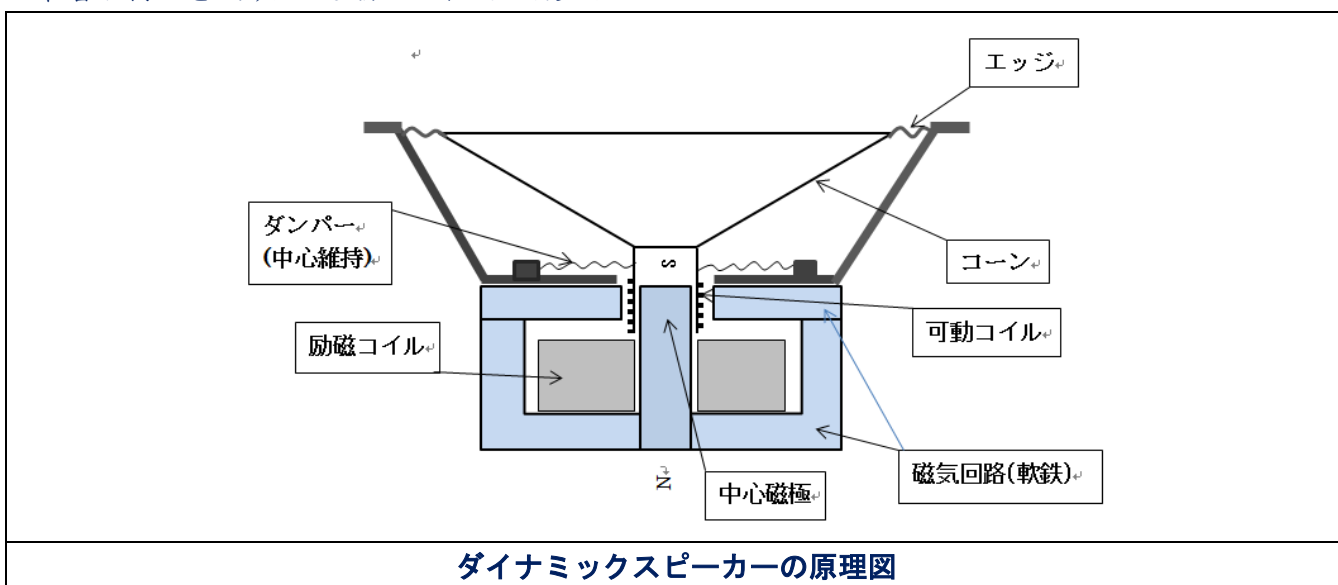 エッジ
ダンパー
(中心維持)
S
コーン
可動コイル
励磁コイル
磁気回路(軟鉄)
N
中心磁極
ダイナミックスピーカーの原理図